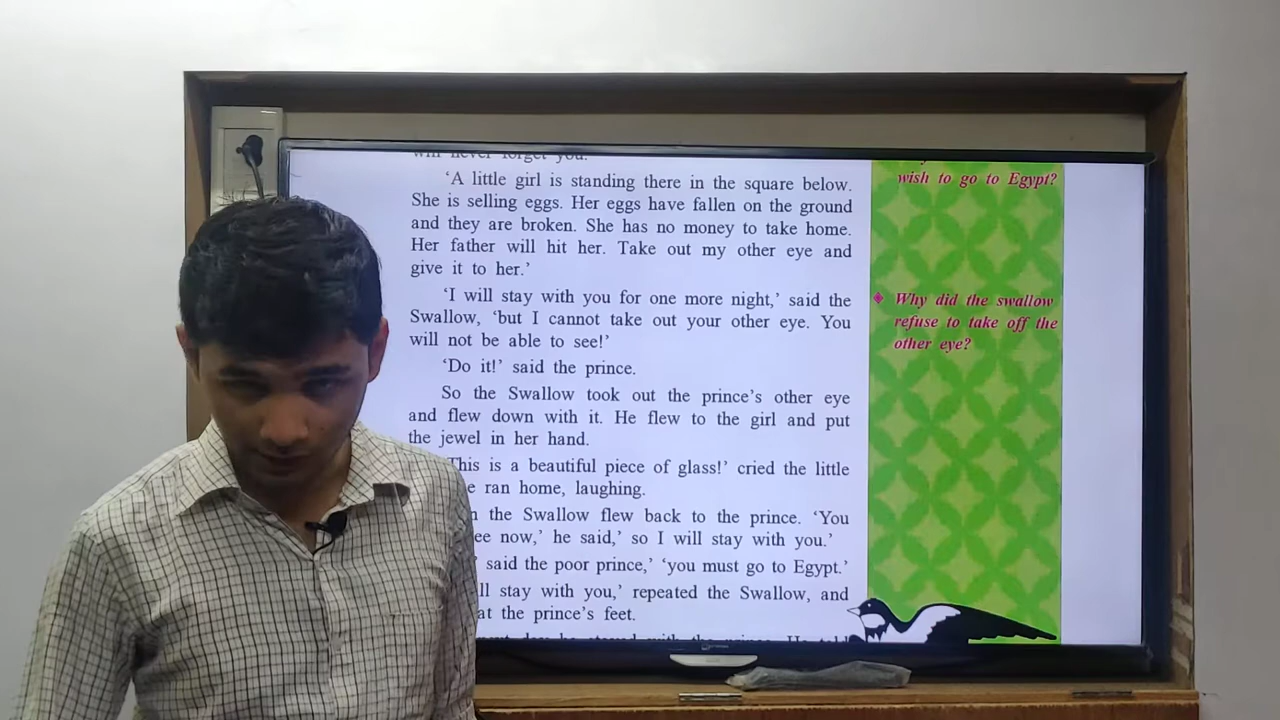 will never forget you.
‘A little girl is standing there in the square below.
She is selling eggs. Her eggs have fallen on the ground
and they are broken. She has no money to take home.
Her father will hit her. Take out my other eye and
give it to her.’
‘I will stay with you for one more night,’ said the
Swallow, ‘but I cannot take out your other eye. You
will not be able to see!’
‘Do it!’ said the prince.
So the Swallow took out the prince’s other eye
and flew down with it. He flew to the girl and put
the jewel in her hand.
This is a beautiful piece of glass!’ cried the little
ran home, laughing.
the Swallow flew back to the prince. ‘You
now,’ he said,’ so I will stay with you.’
said the poor prince,’ ‘you must go to Egypt.’
stay with you,’ repeated the Swallow, and
at the prince’s feet.
wish to go to Egypt?
Why did the swallow
refuse to take off the
other eye?